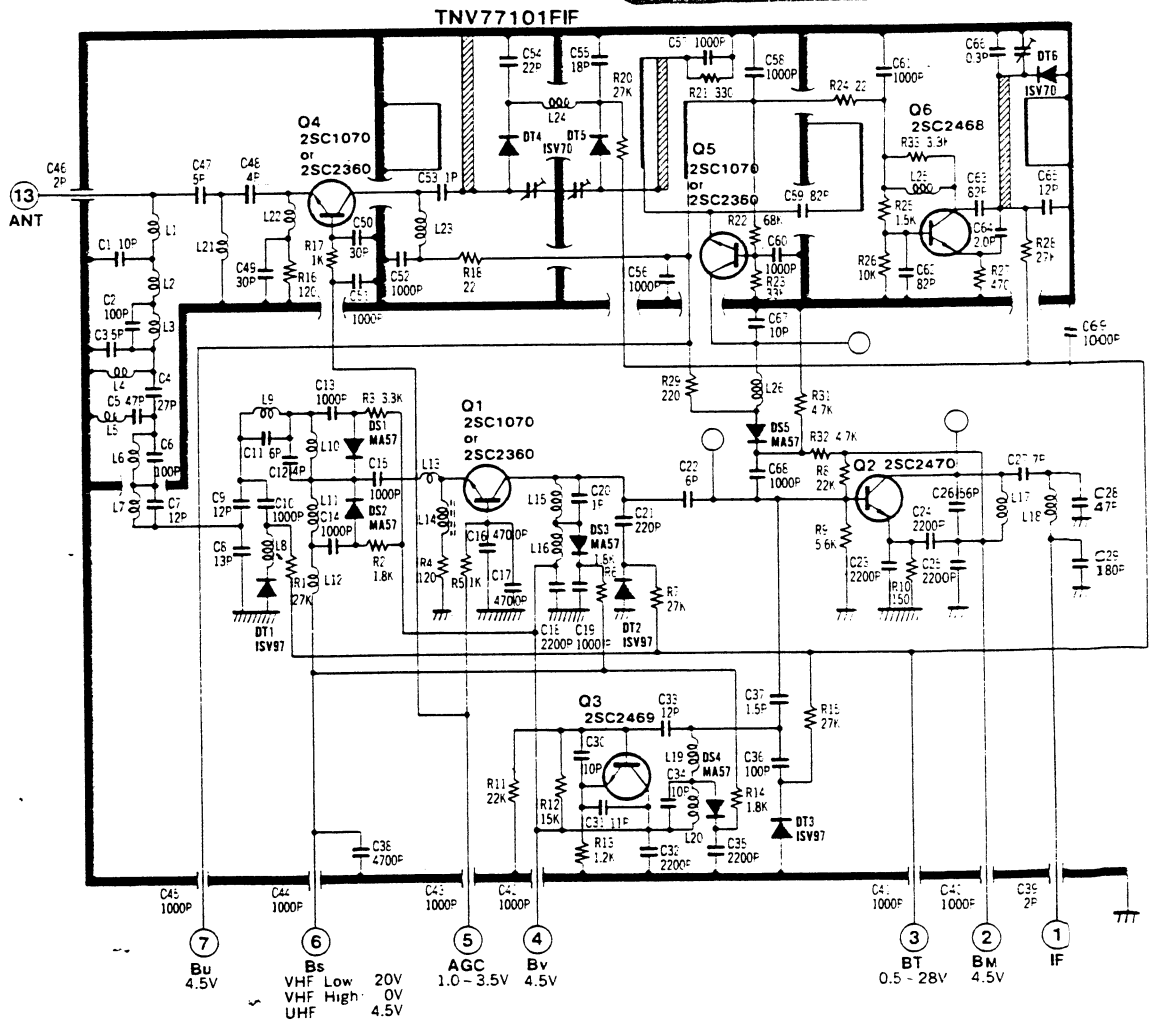 TNV77101FIF
C54
22P
C55
18P
R20
27K
L24
DT4
ISV70
DT5
C57 1000P
R21 330
C58
1000P
R24 22
C61
1000P
C66
0.3P
DT6
ISV70
Q4
2SC1070
or
2SC2360
Q5
2SC1070
or
2SC2360
Q6
2SC2468
R33 3.3K
L25
C46
2P
13
ANT
C47
5P
C48
4P
C53 1P
C59 82P
C63
82P
C65
12P
L1
L21
L22
R17
1K
C50
30P
L23
R22
68K
R25
1.5K
C64
2.0P
R28
27K
C1 10P
L2
C49
30P
R16
120
C51
1000P
C52
1000P
R18
22
C56
1000P
C60
1000P
R23
33K
R26
10K
C62
82P
R27
470
C2
100P
L3
C3 5P
L4
C4
27P
C5 47P
L5
L6
C6
100P
L7
C7
12P
C67
10P
C69
1000P
L26
R29
220
R31
4.7K
DS5
MA57
R32 4.7K
C68
1000P
L9
C13
1000P
R3 3.3K
DS1
MA57
C11 6P
C12 4P
L10
C15
1000P
L13
Q1
2SC1070
or
2SC2360
C9
12P
C10
1000P
L11
C14
1000P
DS2
MA57
L14
C8
13P
L8
R1
27K
L12
R2
1.8K
R4
120
R5 1K
C16 4700P
C17
4700P
L15
C20
1P
L16
DS3
MA57
1.8K
R6
C21
220P
C22
6P
DT1
ISV97
C18
2200P
C19
1000P
DT2
ISV97
R7
27K
R8
22K
Q2 2SC2470
R9
5.6K
C24
2200P
C26 56P
L17
C27 7P
L18
C28
47P
C29
180P
C23
2200P
R10
150
C25
2200P
Q3
2SC2469
C33
12P
C37
1.5P
R15
27K
C30
10P
L19
DS4
MA57
C36
100P
R11
22K
R12
15K
C34
10P
R14
1.8K
C31 11P
L20
DT3
ISV97
R13
1.2K
C32
2200P
C35
2200P
C38
4700P
C45
1000P
C44
1000P
C43
1000P
C42
1000P
C41
1000P
C40
1000P
C39
2P
7
Bu
4.5V
6
Bs
VHF Low 20V
VHF High 0V
UHF 4.5V
5
AGC
1.0-3.5V
4
Bv
4.5V
3
BT
0.5-28V
2
BM
4.5V
1
IF